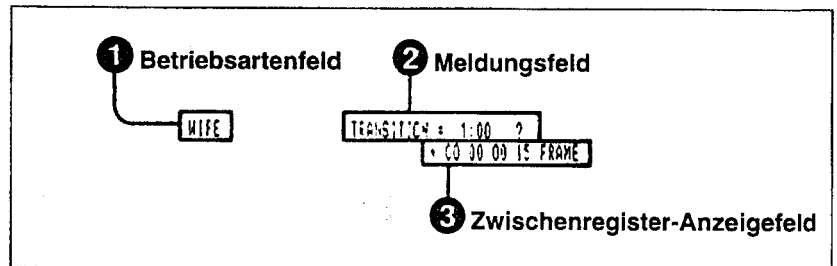 1 Betriebsartenfeld
2 Meldungsfeld
WIPE
TRANSITION = 1:00 ?
00 00 00 15 FRAME
3 Zwischenregister-Anzeigefeld